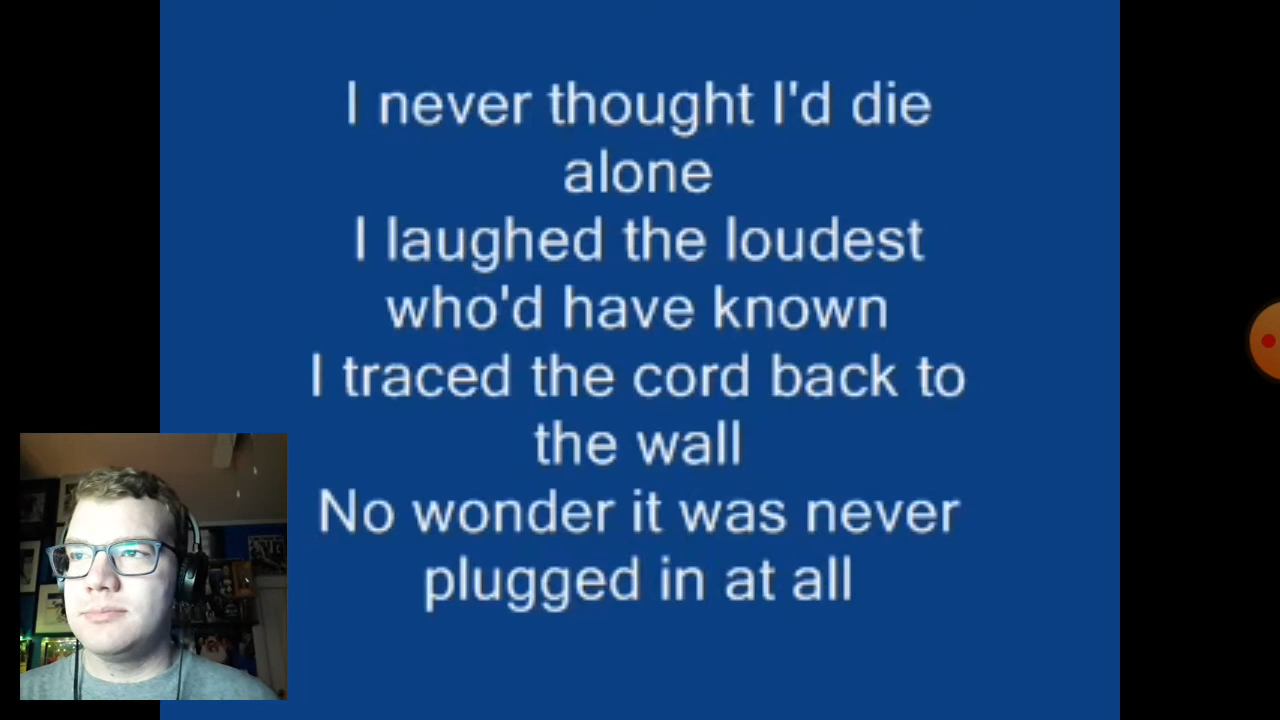 I never thought I'd die
alone
I laughed the loudest
who'd have known
I traced the cord back to
the wall
No wonder it was never
plugged in at all